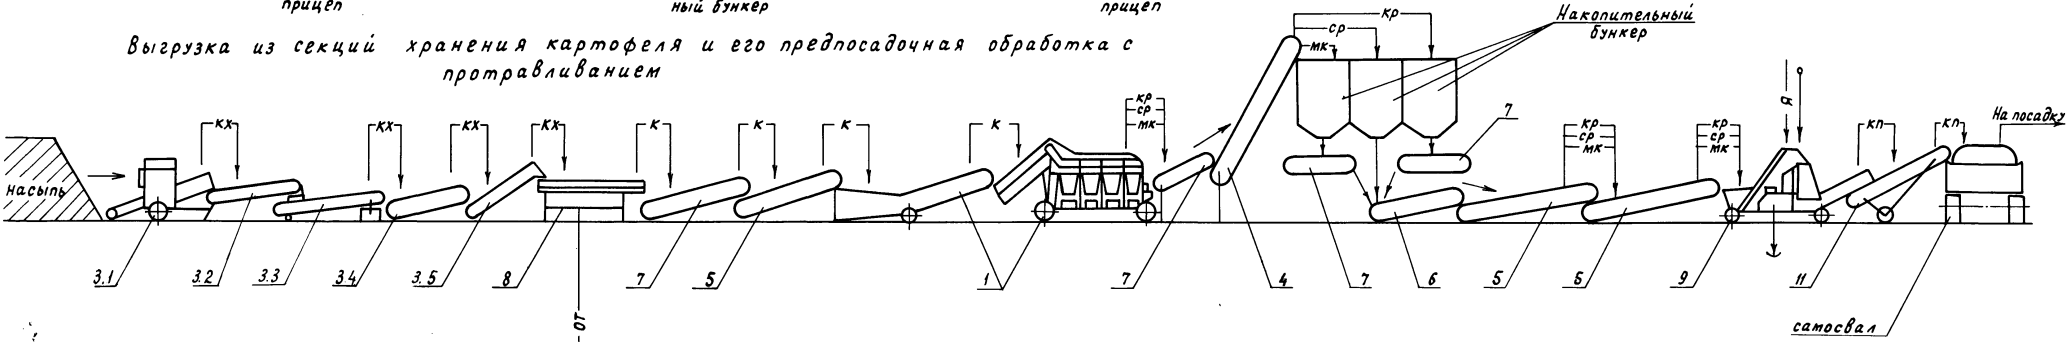 прицеп
ный бункер
прицеп
Выгрузка из секций хранения картофеля и его предпосадочная обработка с
протравливанием
кр
ср
мк
Накопительный
бункер
кх
кх
кх
кх
к
к
к
к
кр
ср
мк
7
кр
ср
мк
кр
ср
мк
Я
кп
кп
На посадку
насыпь
3.1
3.2
3.3
3.4
3.5
8
7
5
1
7
4
7
6
5
5
9
11
от
самосвал